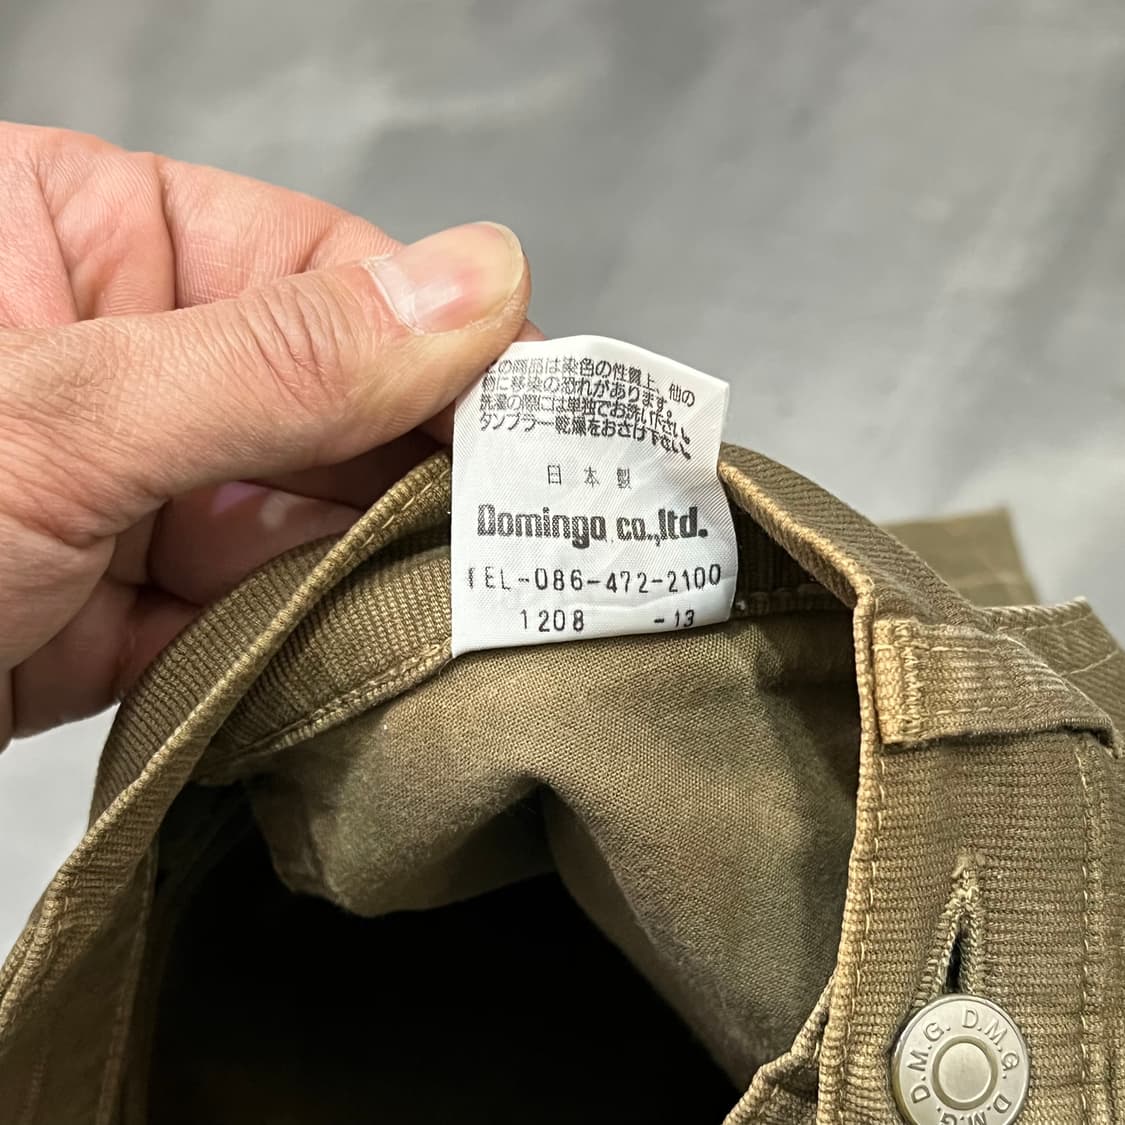 この商品は染色の性質上、他の
物に移染の恐れがあります。
洗濯の際には単独でお洗いださい。
タンブラー乾燥をおさけ下ない。
日本製
Domingo co.,ltd.
TEL-086-472-2100
1208 -13
D.M.G. D.M.G. D.M.G.